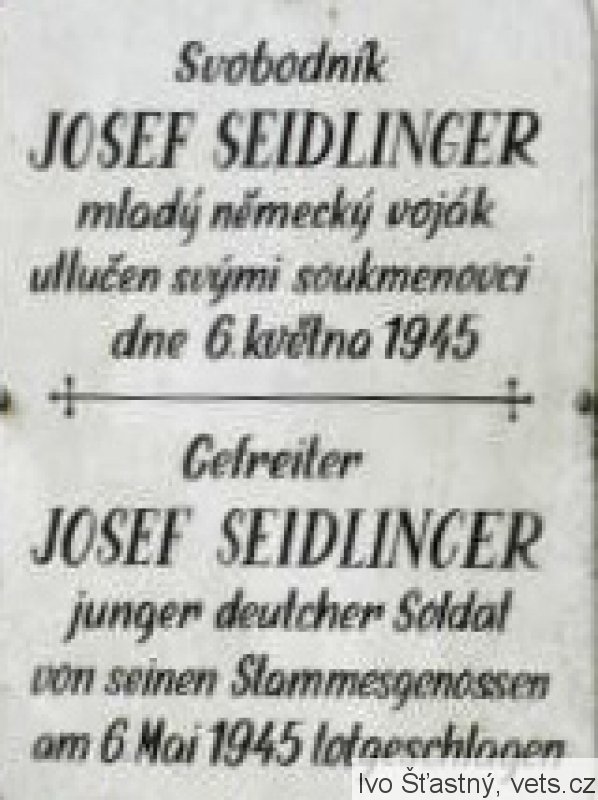 Svobodník
JOSEF SEIDLINGER
mladý německý voják
utlučen svými soukmenovci
dne 6. května 1945
Gefreiter
JOSEF SEIDLINGER
junger deutcher Soldat
von seinen Stammesgenossen
am 6 Mai 1945 totgeschlagen
Ivo Šťastný, vets.cz